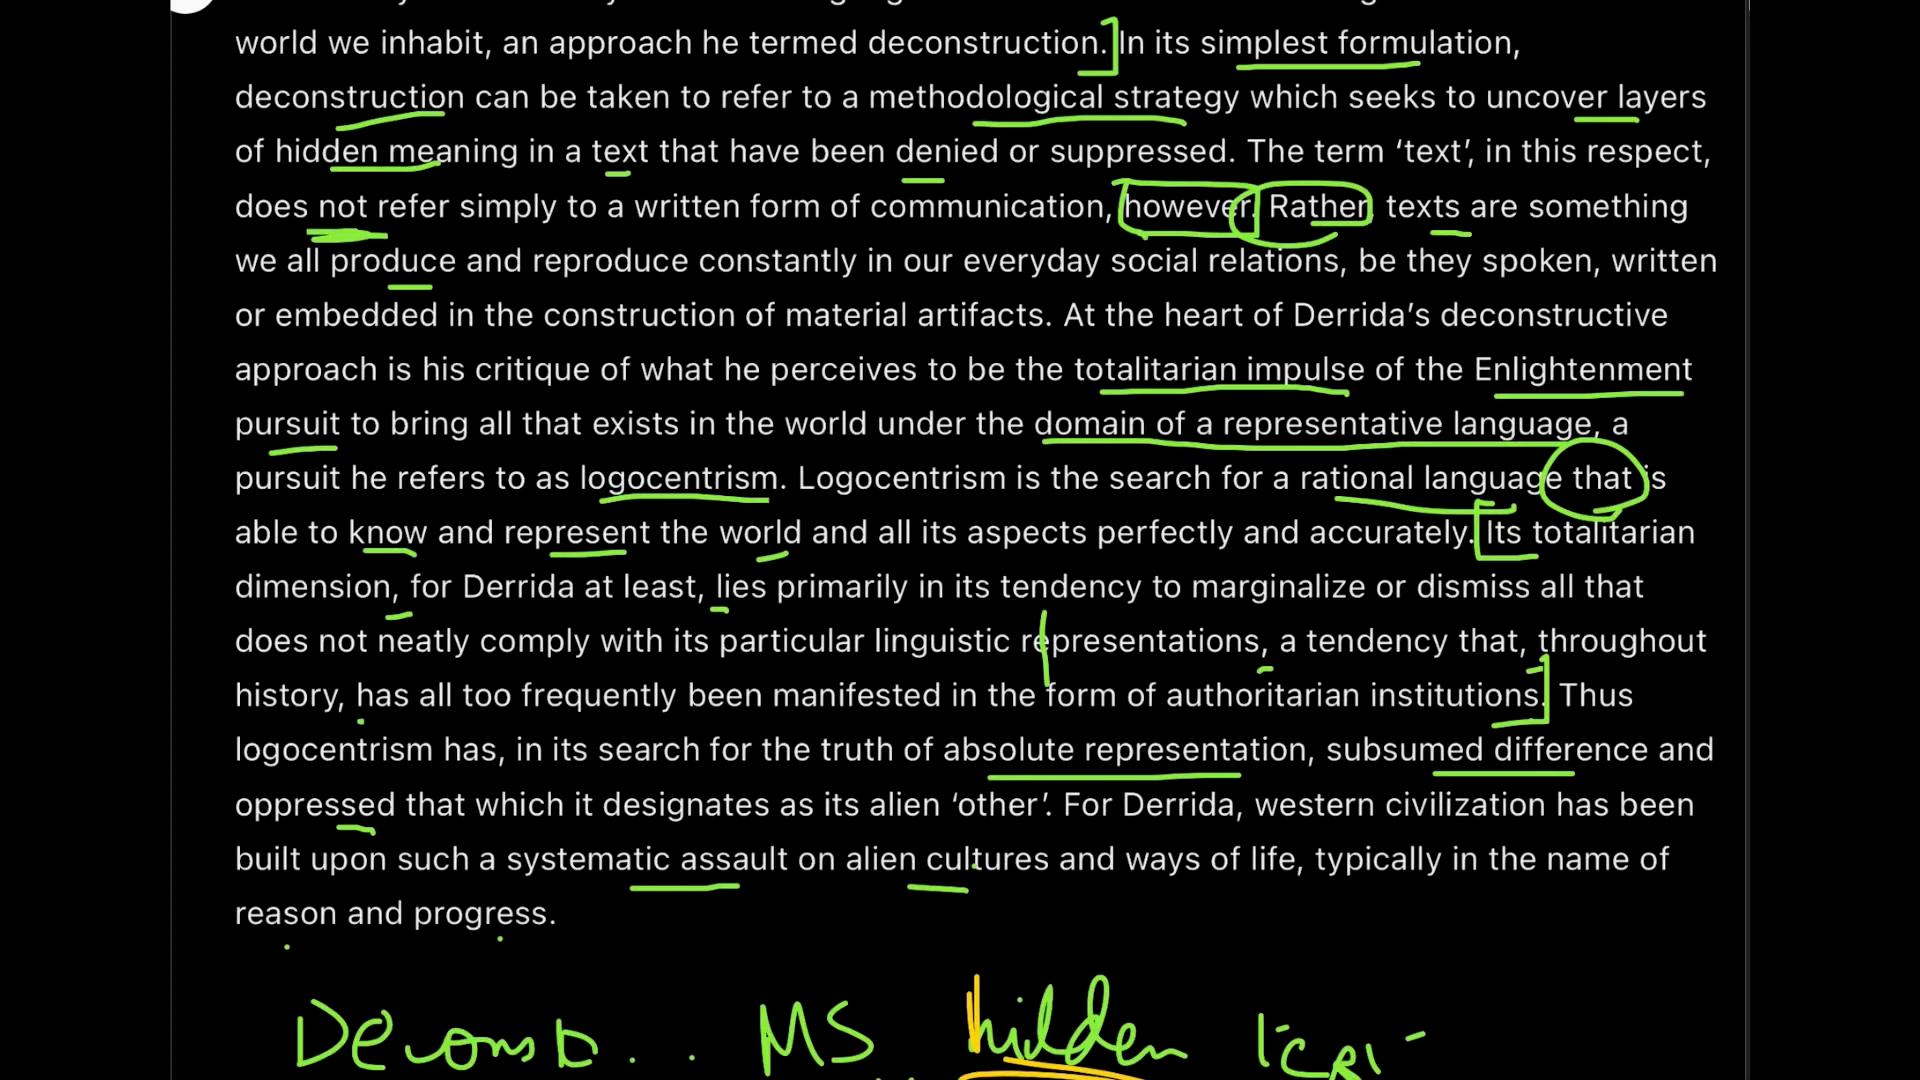 world we inhabit, an approach he termed deconstruction. In its simplest formulation,
deconstruction can be taken to refer to a methodological strategy which seeks to uncover layers
of hidden meaning in a text that have been denied or suppressed. The term ‘text’, in this respect,
does not refer simply to a written form of communication, however. Rather, texts are something
we all produce and reproduce constantly in our everyday social relations, be they spoken, written
or embedded in the construction of material artifacts. At the heart of Derrida’s deconstructive
approach is his critique of what he perceives to be the totalitarian impulse of the Enlightenment
pursuit to bring all that exists in the world under the domain of a representative language, a
pursuit he refers to as logocentrism. Logocentrism is the search for a rational language that is
able to know and represent the world and all its aspects perfectly and accurately. Its totalitarian
dimension, for Derrida at least, lies primarily in its tendency to marginalize or dismiss all that
does not neatly comply with its particular linguistic representations, a tendency that, throughout
history, has all too frequently been manifested in the form of authoritarian institutions. Thus
logocentrism has, in its search for the truth of absolute representation, subsumed difference and
oppressed that which it designates as its alien ‘other’. For Derrida, western civilization has been
built upon such a systematic assault on alien cultures and ways of life, typically in the name of
reason and progress.
MS hidden